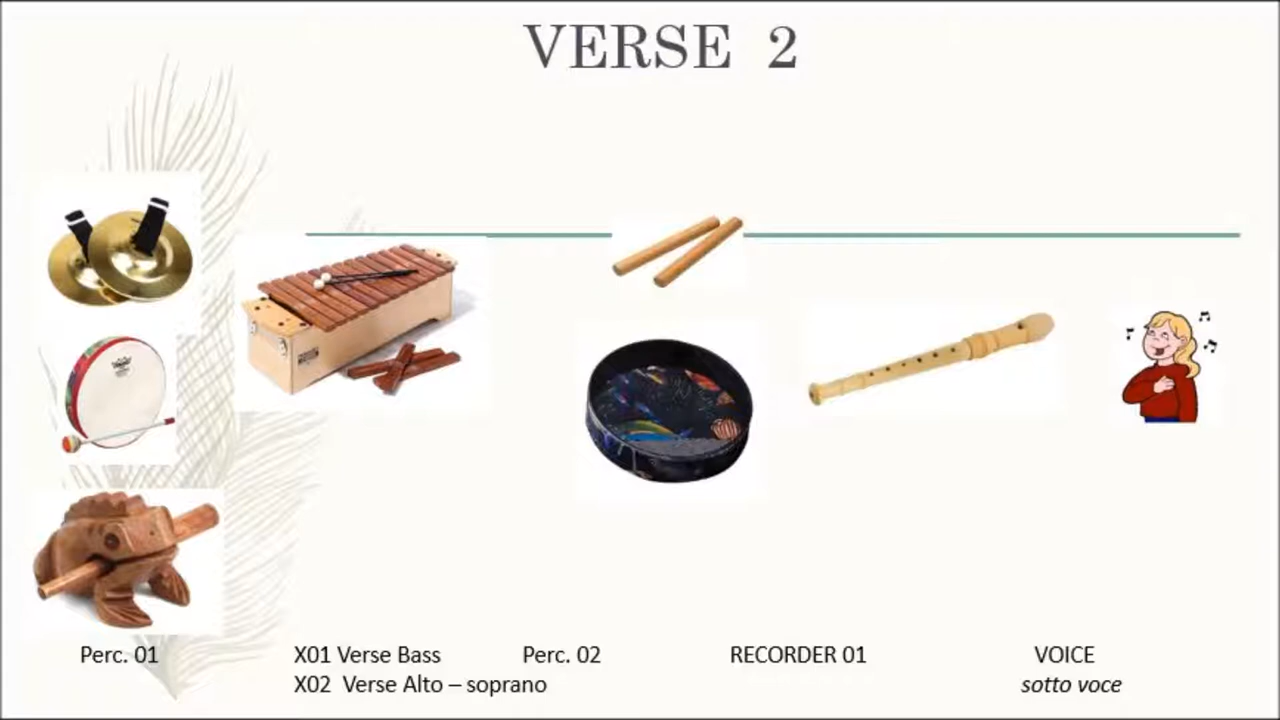 VERSE 2
Perc. 01
X01 Verse Bass
X02 Verse Alto – soprano
Perc. 02
RECORDER 01
VOICE
sotto voce